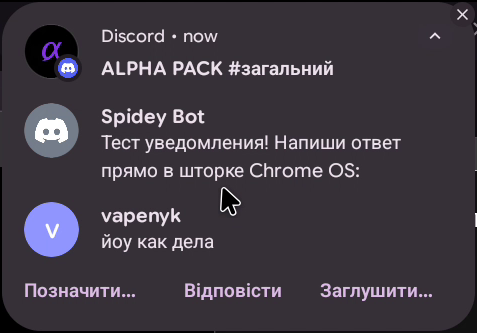 Discord • now
ALPHA PACK #загальний
Spidey Bot
Тест уведомления! Напиши ответ
прямо в шторке Chrome OS:
v
vapenyk
йоу как дела
Позначити... Відповісти Заглушити...